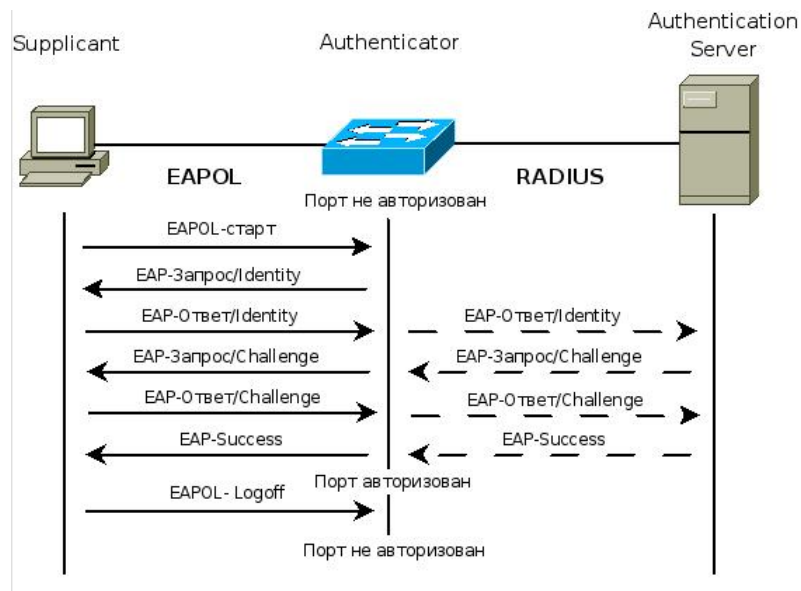 Supplicant
Authenticator
Authentication
Server
EAPOL
RADIUS
Порт не авторизован
EAPOL-старт
EAP-Запрос/Identity
EAP-Ответ/Identity
EAP-Ответ/Identity
EAP-Запрос/Challenge
EAP-Запрос/Challenge
EAP-Ответ/Challenge
EAP-Ответ/Challenge
EAP-Success
EAP-Success
Порт авторизован
EAPOL- Logoff
Порт не авторизован